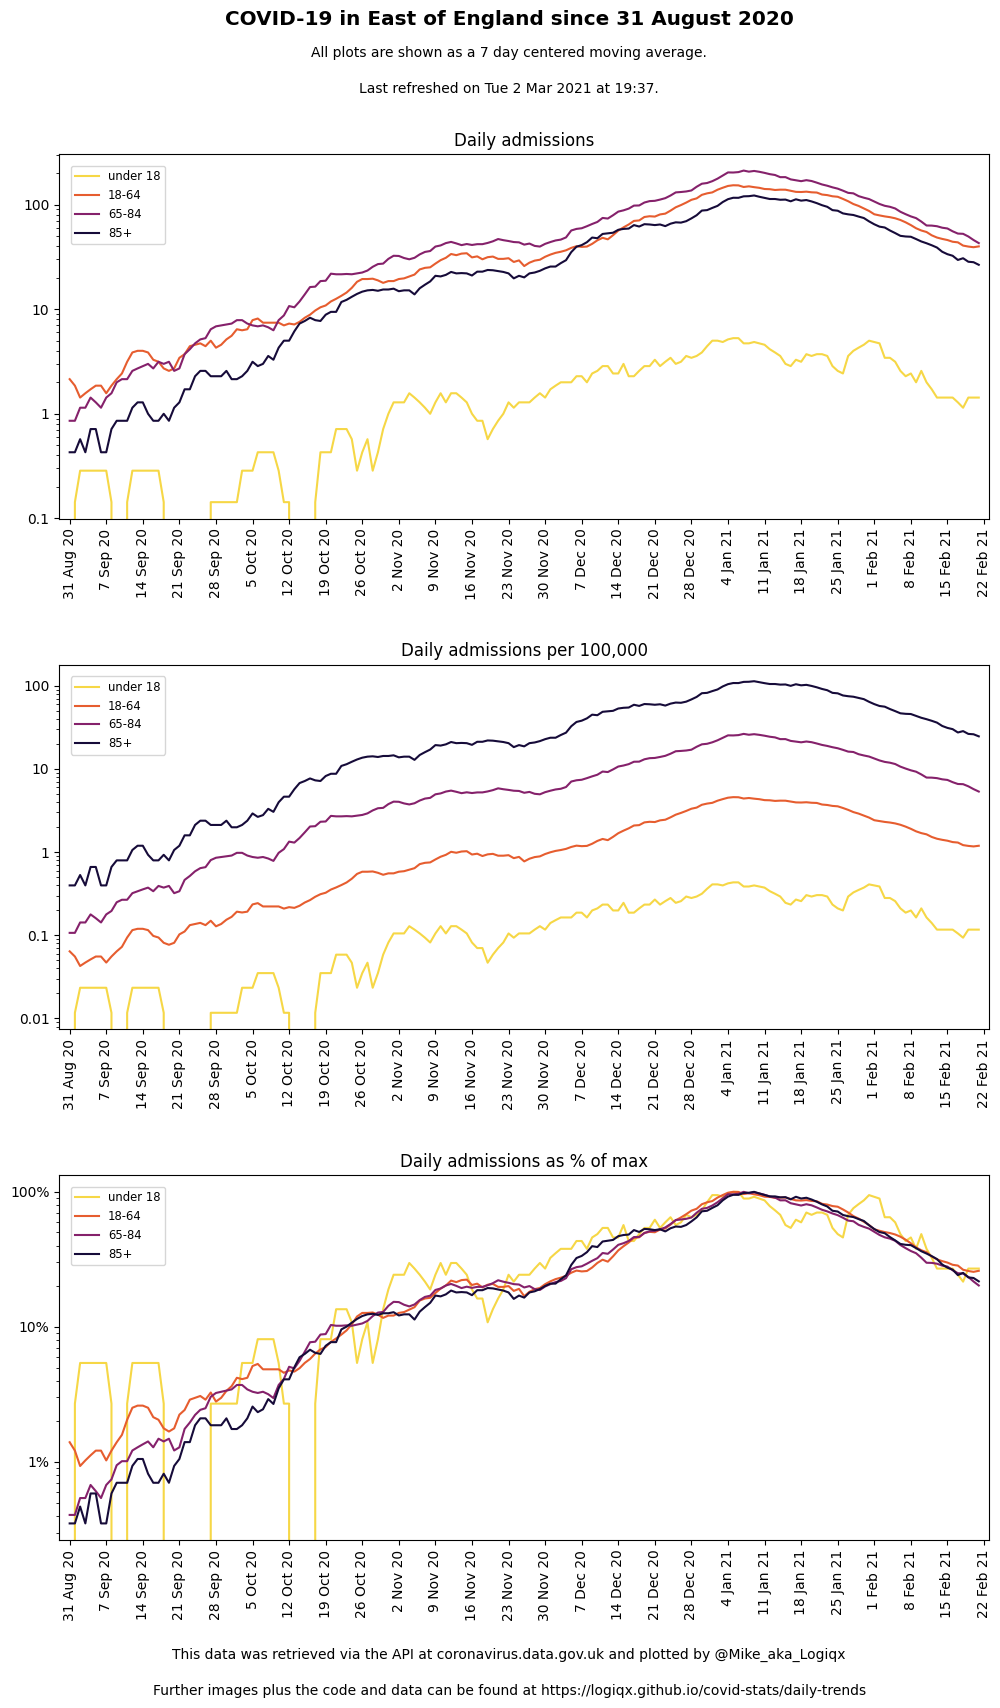 COVID-19 in East of England since 31 August 2020
All plots are shown as a 7 day centered moving average.
Last refreshed on Tue 2 Mar 2021 at 19:37.
Daily admissions
under 18
18-64
65-84
85+
100
10
1
0.1
31 Aug 20
7 Sep 20
14 Sep 20
21 Sep 20
28 Sep 20
5 Oct 20
12 Oct 20
19 Oct 20
26 Oct 20
2 Nov 20
9 Nov 20
16 Nov 20
23 Nov 20
30 Nov 20
7 Dec 20
14 Dec 20
21 Dec 20
28 Dec 20
4 Jan 21
11 Jan 21
18 Jan 21
25 Jan 21
1 Feb 21
8 Feb 21
15 Feb 21
22 Feb 21
Daily admissions per 100,000
under 18
18-64
65-84
85+
100
10
1
0.1
0.01
31 Aug 20
7 Sep 20
14 Sep 20
21 Sep 20
28 Sep 20
5 Oct 20
12 Oct 20
19 Oct 20
26 Oct 20
2 Nov 20
9 Nov 20
16 Nov 20
23 Nov 20
30 Nov 20
7 Dec 20
14 Dec 20
21 Dec 20
28 Dec 20
4 Jan 21
11 Jan 21
18 Jan 21
25 Jan 21
1 Feb 21
8 Feb 21
15 Feb 21
22 Feb 21
Daily admissions as % of max
under 18
18-64
65-84
85+
100%
10%
1%
31 Aug 20
7 Sep 20
14 Sep 20
21 Sep 20
28 Sep 20
5 Oct 20
12 Oct 20
19 Oct 20
26 Oct 20
2 Nov 20
9 Nov 20
16 Nov 20
23 Nov 20
30 Nov 20
7 Dec 20
14 Dec 20
21 Dec 20
28 Dec 20
4 Jan 21
11 Jan 21
18 Jan 21
25 Jan 21
1 Feb 21
8 Feb 21
15 Feb 21
22 Feb 21
This data was retrieved via the API at coronavirus.data.gov.uk and plotted by @Mike_aka_Logiqx
Further images plus the code and data can be found at https://logiqx.github.io/covid-stats/daily-trends